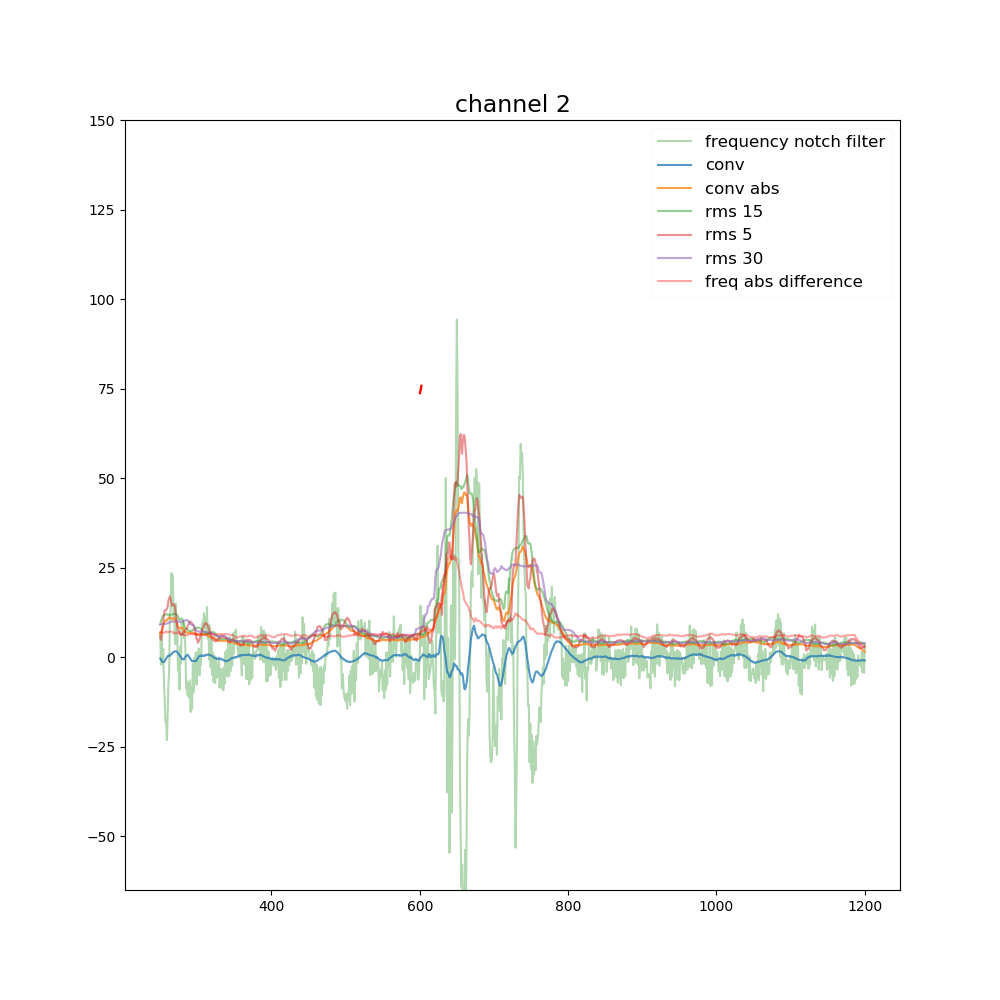 channel 2
150
125
100
75
50
25
0
−25
−50
400 600 800 1000 1200
frequency notch filter
conv
conv abs
rms 15
rms 5
rms 30
freq abs difference